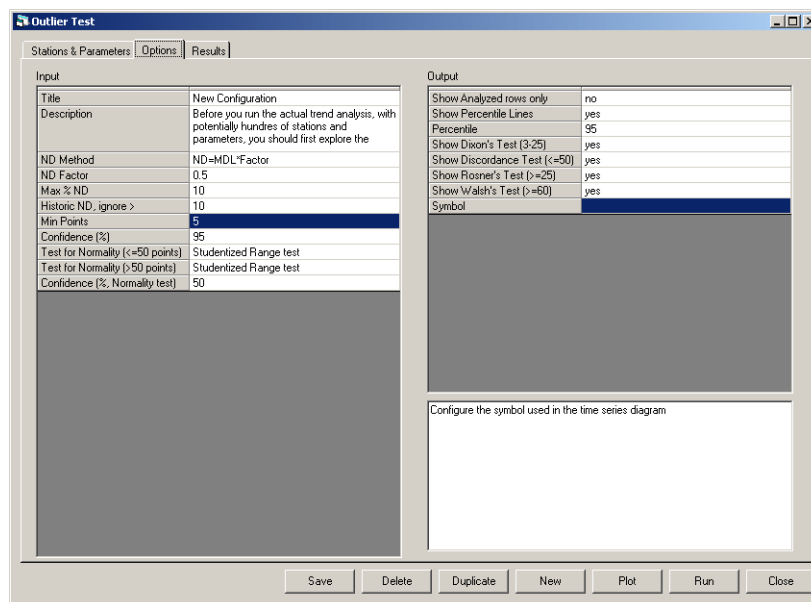 Outlier Test
Stations & Parameters Options Results
Input
Title New Configuration
Description Before you run the actual trend analysis, with
potentially hundres of stations and
parameters, you should first explore the
ND Method ND=MDL*Factor
ND Factor 0.5
Max % ND 10
Historic ND, ignore > 10
Min Points 5
Confidence (%) 95
Test for Normality (<=50 points) Studentized Range test
Test for Normality (>50 points) Studentized Range test
Confidence (%, Normality test) 50
Output
Show Analyzed rows only no
Show Percentile Lines yes
Percentile 95
Show Dixon's Test (3-25) yes
Show Discordance Test (<=50) yes
Show Rosner's Test (>=25) yes
Show Walsh's Test (>=60) yes
Symbol
Configure the symbol used in the time series diagram
Save Delete Duplicate New Plot Run Close